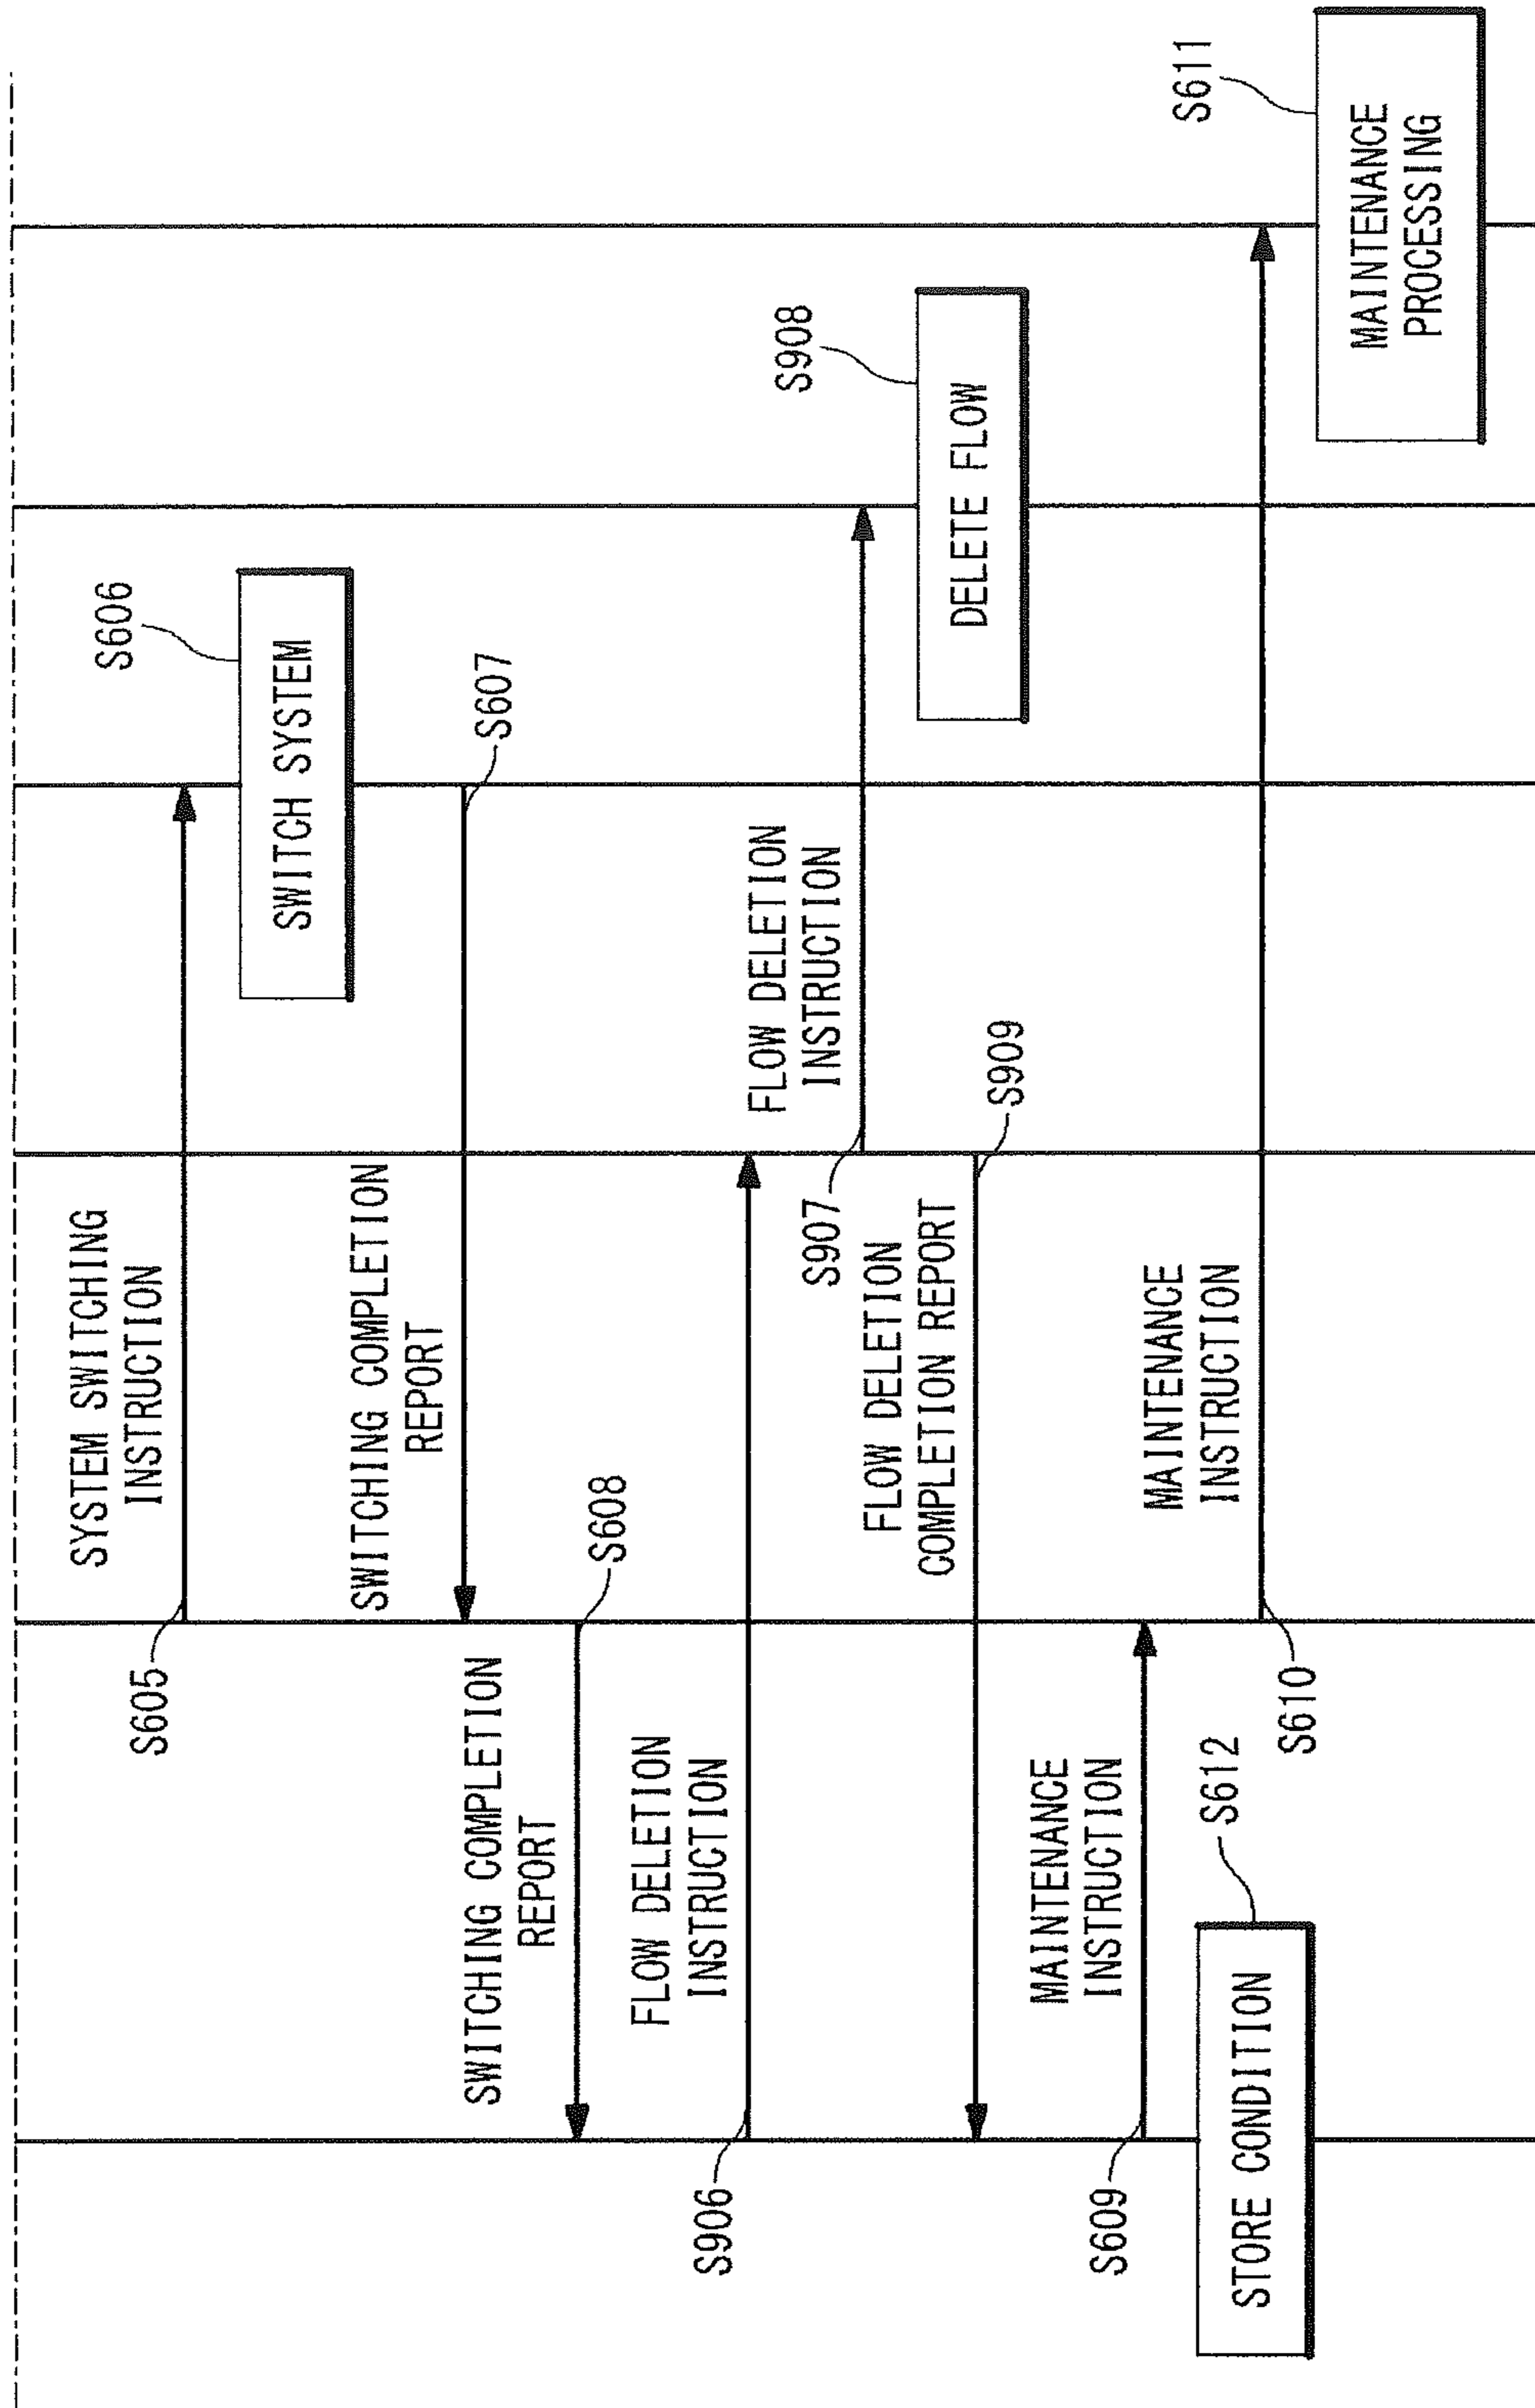 SYSTEM SWITCHING
INSTRUCTION
S605
S606
SWITCH SYSTEM
SWITCHING COMPLETION
REPORT
S607
SWITCHING COMPLETION
REPORT
S608
FLOW DELETION
INSTRUCTION
S906
FLOW DELETION
INSTRUCTION
S907
S908
DELETE FLOW
FLOW DELETION
COMPLETION REPORT
S909
MAINTENANCE
INSTRUCTION
S609
MAINTENANCE
INSTRUCTION
S610
S611
MAINTENANCE
PROCESSING
S612
STORE CONDITION